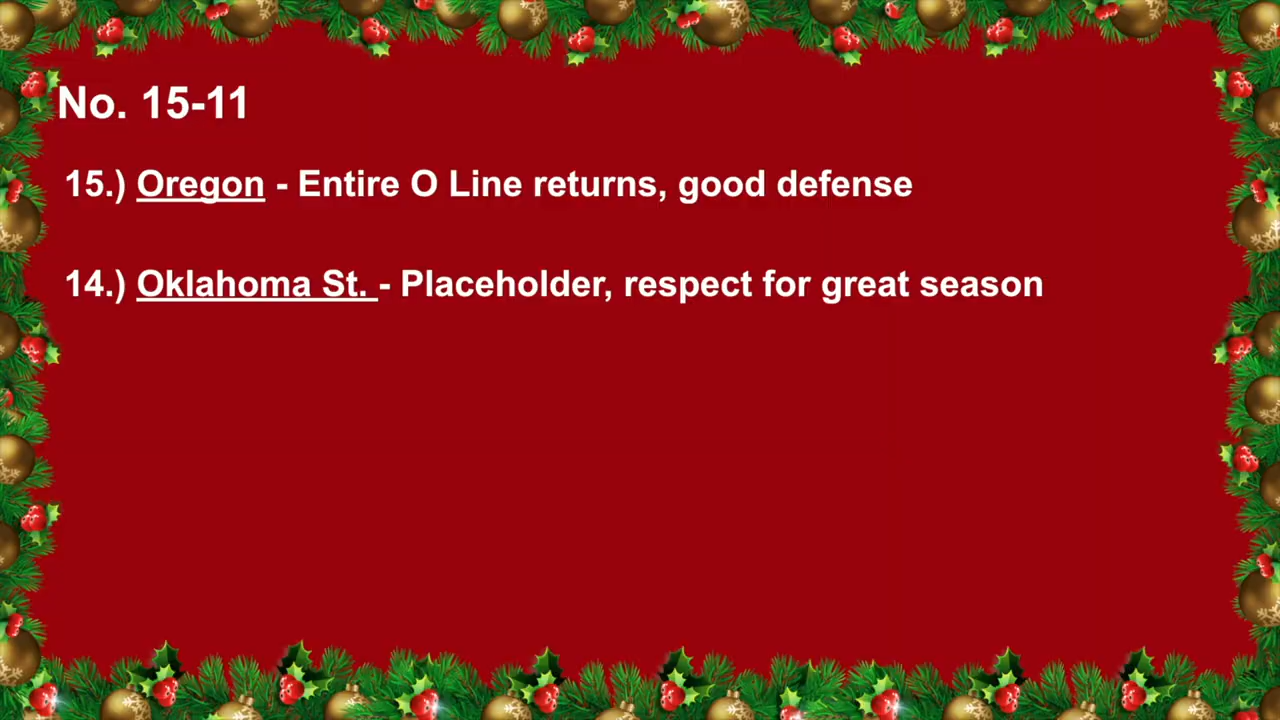 No. 15-11
15.) Oregon - Entire O Line returns, good defense
14.) Oklahoma St. - Placeholder, respect for great season